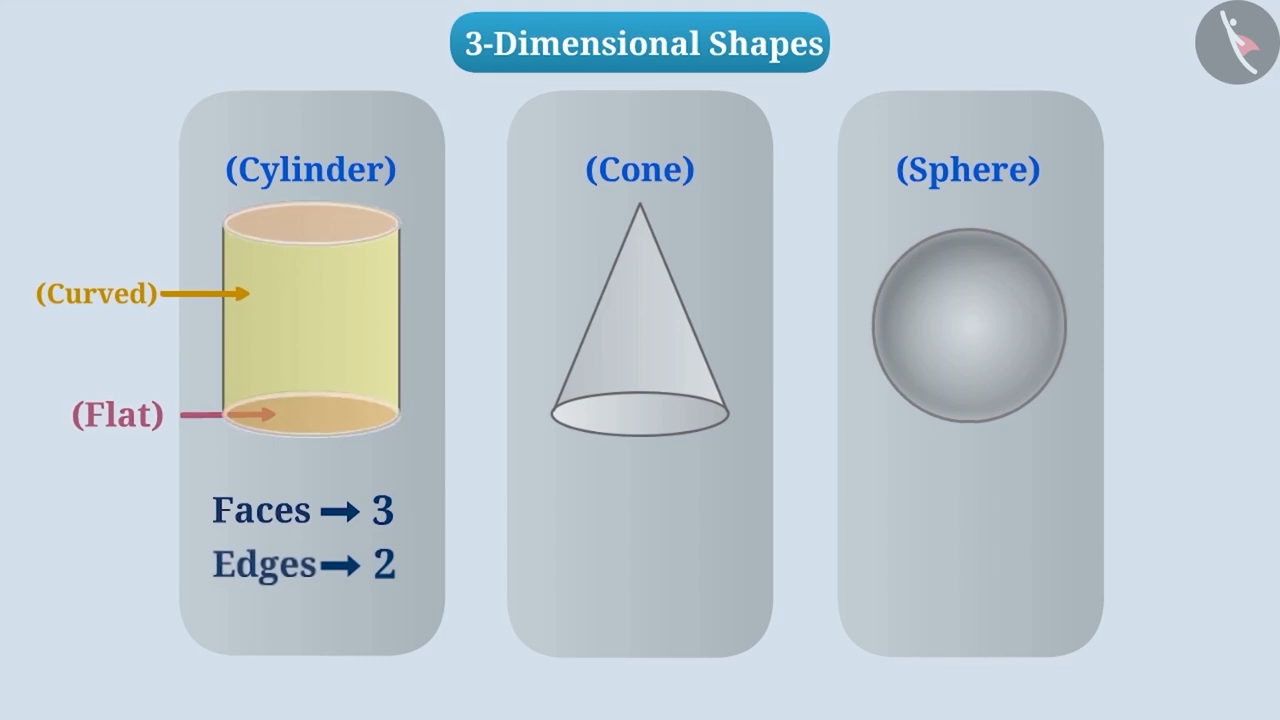 3-Dimensional Shapes
(Cylinder)
(Curved)
(Flat)
Faces → 3
Edges → 2
(Cone)
(Sphere)